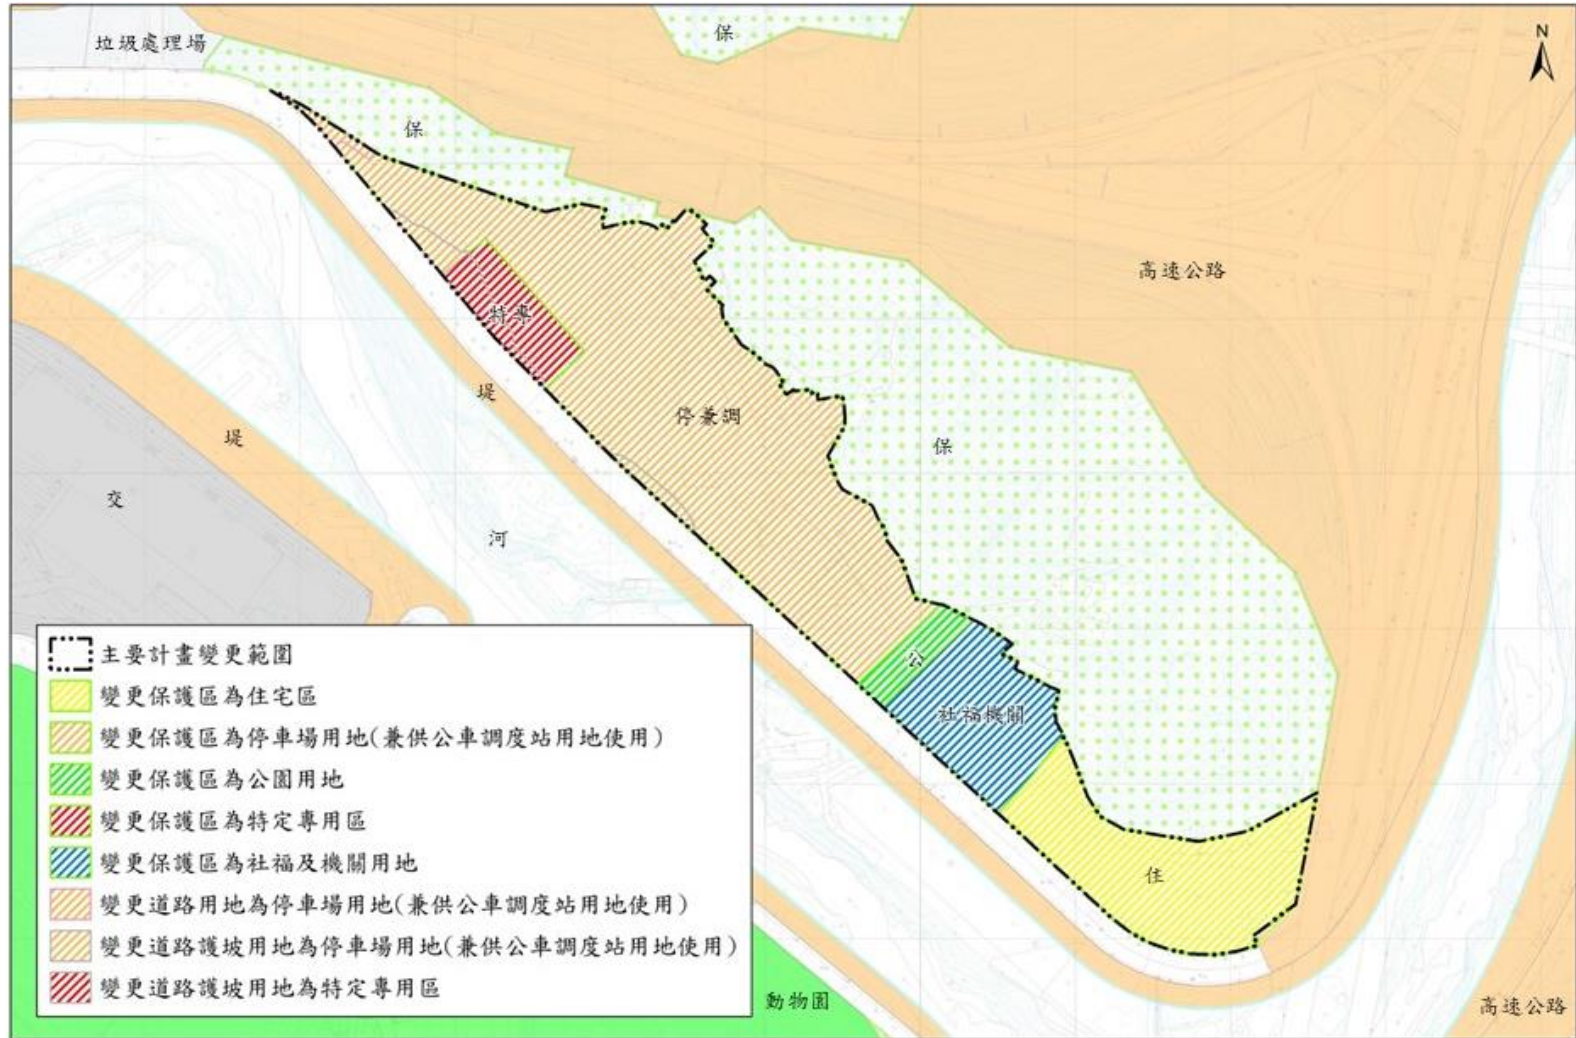 保
N
垃圾處理場
保
高速公路
特專
停兼調
保
堤
堤
交
河
公
社福機關
住
主要計畫變更範圍
變更保護區為住宅區
變更保護區為停車場用地(兼供公車調度站用地使用)
變更保護區為公園用地
變更保護區為特定專用區
變更保護區為社福及機關用地
變更道路用地為停車場用地(兼供公車調度站用地使用)
變更道路護坡用地為停車場用地(兼供公車調度站用地使用)
變更道路護坡用地為特定專用區
動物園
高速公路